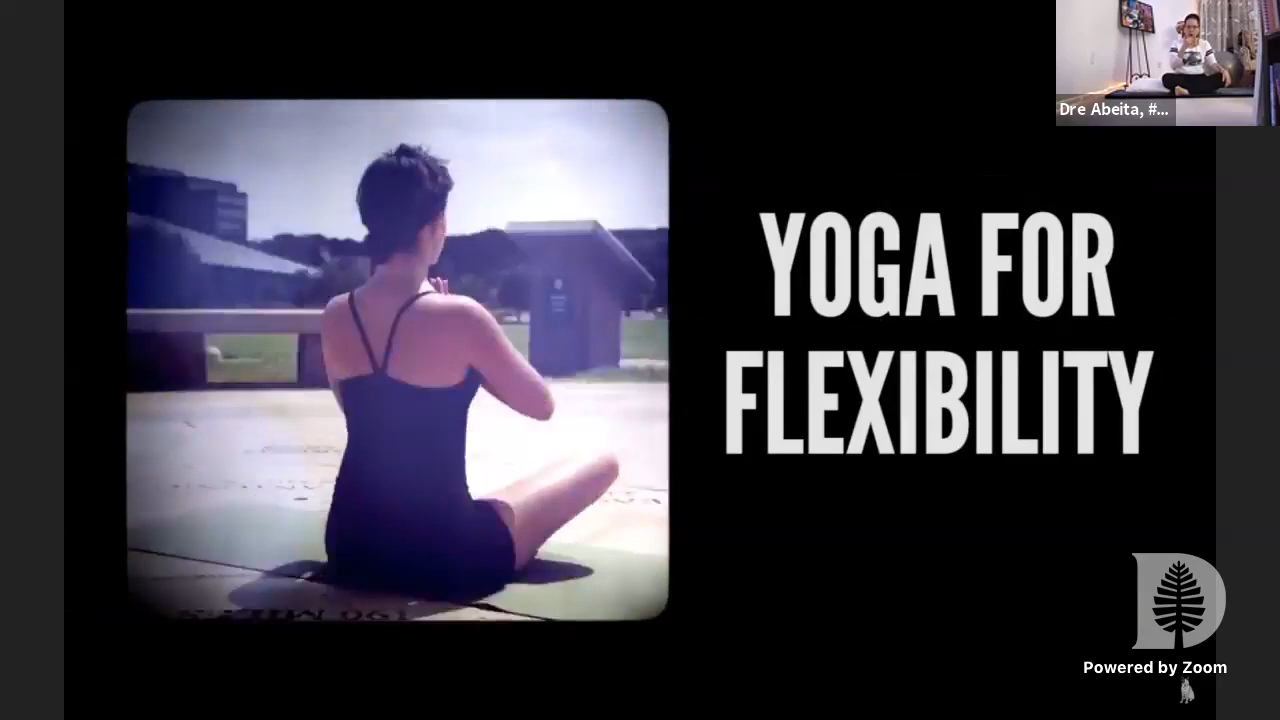 Dre Abeita, #...
YOGA FOR
FLEXIBILITY
D
Powered by Zoom